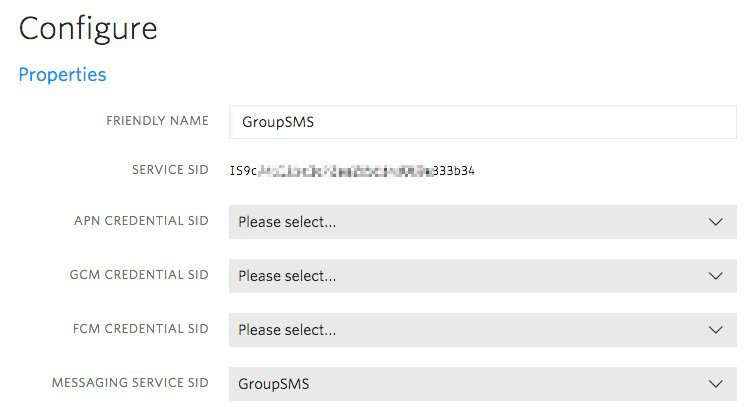 Configure
Properties
FRIENDLY NAME GroupSMS
SERVICE SID IS9c 333b34
APN CREDENTIAL SID Please select...
GCM CREDENTIAL SID Please select...
FCM CREDENTIAL SID Please select...
MESSAGING SERVICE SID GroupSMS